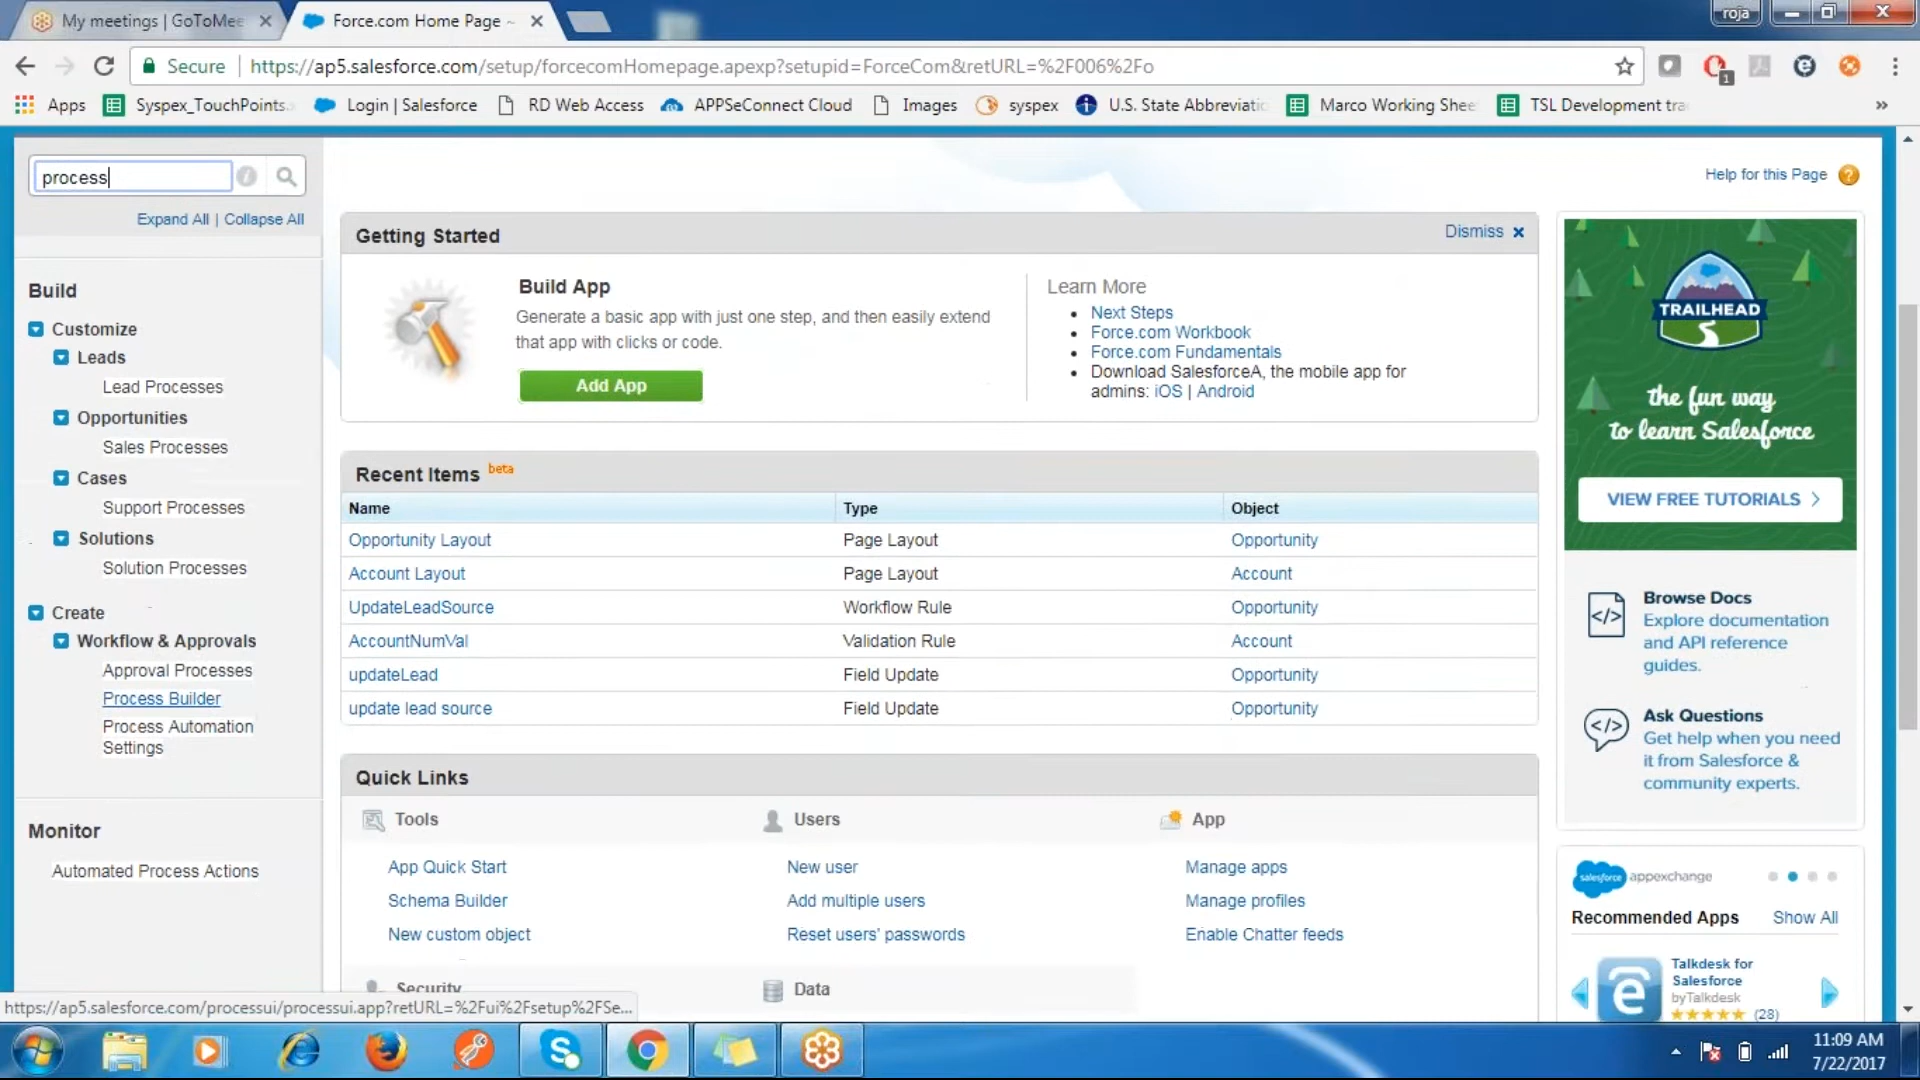 My meetings | GoToMee
Force.com Home Page ~
roja
Secure | https://ap5.salesforce.com/setup/forcecomHomepage.apexp?setupid=ForceCom&retURL=%2F006%2Fo
1
Apps
Syspex_TouchPoints.
Login | Salesforce
RD Web Access
APPSeConnect Cloud
Images
syspex
U.S. State Abbreviatio
Marco Working Shee
TSL Development tra
»
process
Expand All | Collapse All
Help for this Page
Build
Customize
Leads
Lead Processes
Opportunities
Sales Processes
Cases
Support Processes
Solutions
Solution Processes
Create
Workflow & Approvals
Approval Processes
Process Builder
Process Automation
Settings
Monitor
Automated Process Actions
Getting Started
Dismiss
Build App
Generate a basic app with just one step, and then easily extend
that app with clicks or code.
Add App
Learn More
Next Steps
Force.com Workbook
Force.com Fundamentals
Download SalesforceA, the mobile app for
admins: iOS | Android
Recent Items beta
Name Type Object
Opportunity Layout Page Layout Opportunity
Account Layout Page Layout Account
UpdateLeadSource Workflow Rule Opportunity
AccountNumVal Validation Rule Account
updateLead Field Update Opportunity
update lead source Field Update Opportunity
Quick Links
Tools Users App
App Quick Start New user Manage apps
Schema Builder Add multiple users Manage profiles
New custom object Reset users' passwords Enable Chatter feeds
Security Data
TRAILHEAD
the fun way
to learn Salesforce
VIEW FREE TUTORIALS
Browse Docs
Explore documentation
and API reference
guides.
Ask Questions
Get help when you need
it from Salesforce &
community experts.
salesforce appexchange
Recommended Apps Show All
Talkdesk for
Salesforce
byTalkdesk
(28)
https://ap5.salesforce.com/processui/processui.app?retURL=%2Fui%2Fsetup%2FSe...
11:09 AM
7/22/2017